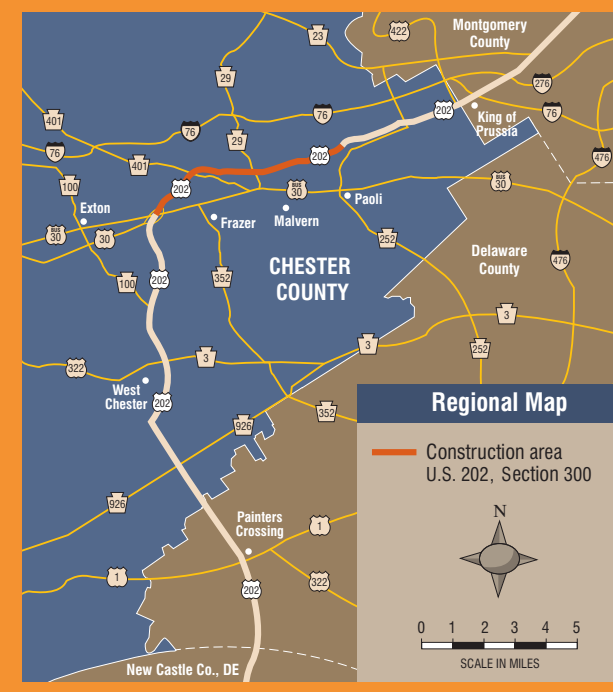 Montgomery
County
23
422
29
276
401
76
76
202
King of
Prussia
76
76
29
401
202
476
100
202
BUS
30
BUS
30
Exton
Paoli
Frazer
Malvern
BUS
30
30
252
Delaware
County
476
CHESTER
COUNTY
352
202
100
3
3
252
322
3
West
Chester
202
Regional Map
352
926
Construction area
U.S. 202, Section 300
926
Painters
Crossing
1
N
1
322
202
0 1 2 3 4 5
SCALE IN MILES
New Castle Co., DE